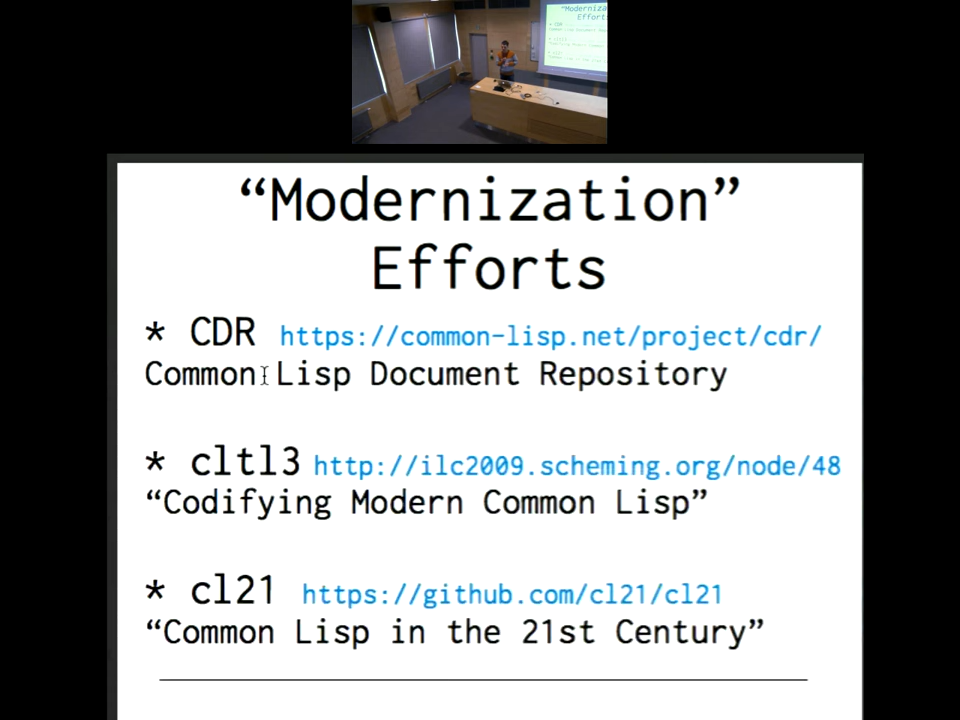 “Modernization”
Efforts
* CDR https://common-lisp.net/project/cdr/
Common Lisp Document Repository
* cltl3 http://ilc2009.scheming.org/node/48
“Codifying Modern Common Lisp”
* cl21 https://github.com/cl21/cl21
“Common Lisp in the 21st Century”